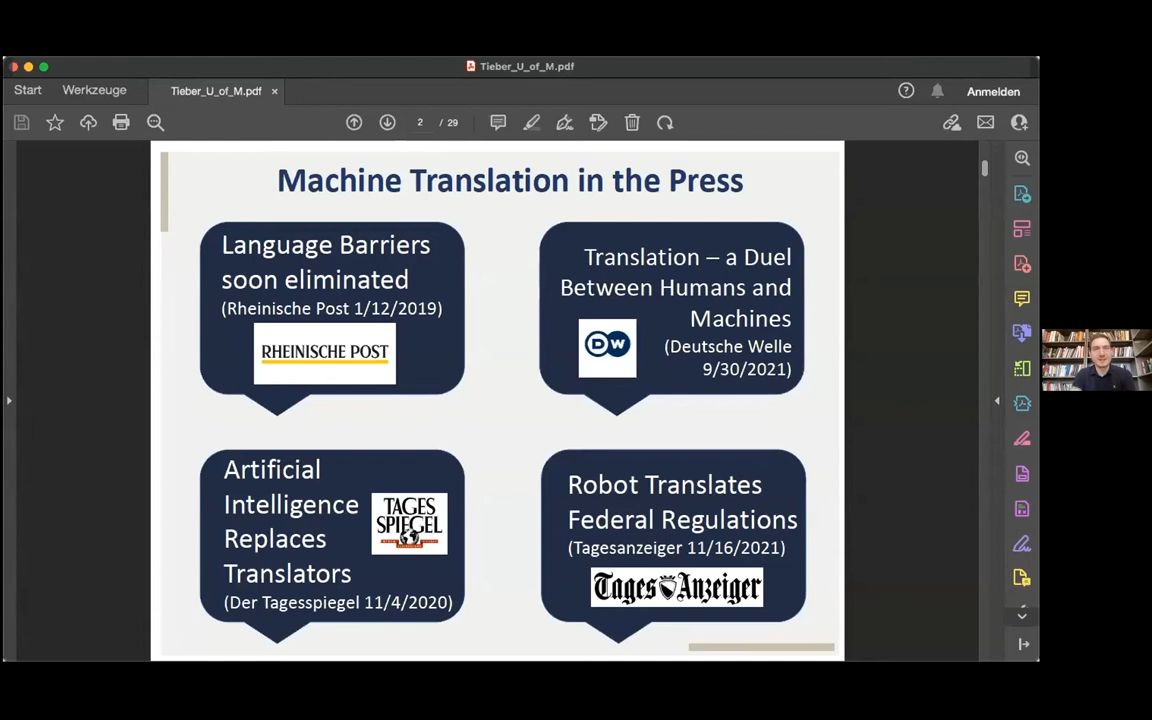 Tieber_U_of_M.pdf
Start
Werkzeuge
Tieber_U_of_M.pdf ×
Anmelden
2 / 29
Machine Translation in the Press
Language Barriers
soon eliminated
(Rheinische Post 1/12/2019)
RHEINISCHE POST
Translation – a Duel
Between Humans and
Machines
(Deutsche Welle
9/30/2021)
DW
Artificial
Intelligence
Replaces
Translators
(Der Tagesspiegel 11/4/2020)
TAGES
SPIEGEL
Robot Translates
Federal Regulations
(Tagesanzeiger 11/16/2021)
Tages Anzeiger